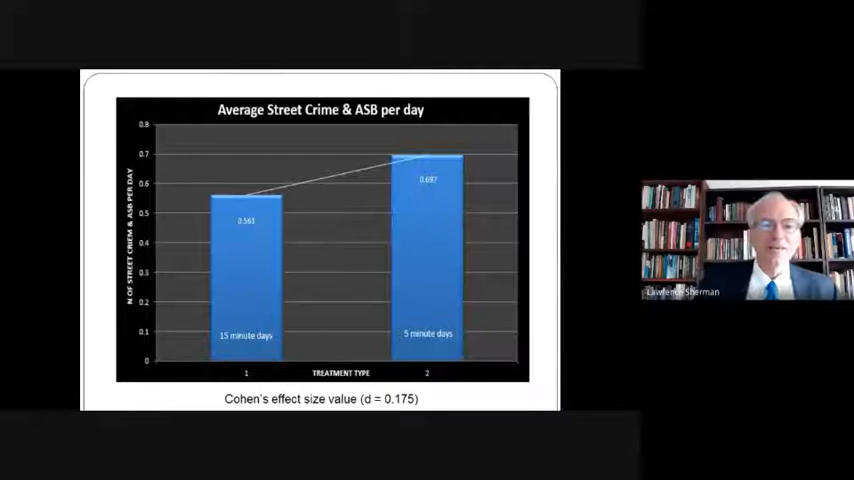 Average Street Crime & ASB per day
N OF STREET CRIEM & ASB PER DAY
0.8
0.7
0.6
0.5
0.4
0.3
0.2
0.1
0
0.561
0.697
15 minute days
5 minute days
1
TREATMENT TYPE
2
Cohen's effect size value (d = 0.175)
Lawrence Sherman